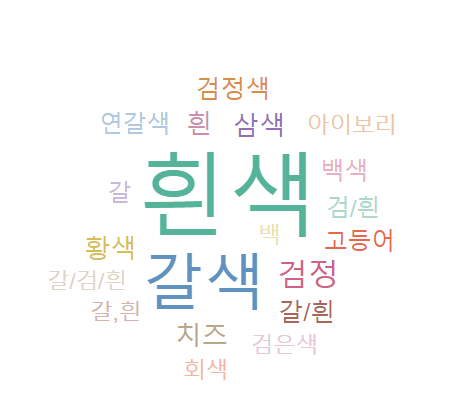 검정색
연갈색 흰 삼색 아이보리
흰색 백색
갈 검/흰
백
황색 고등어
갈색 검정
갈/검/흰
갈,흰 갈/흰
치즈 검은색
회색